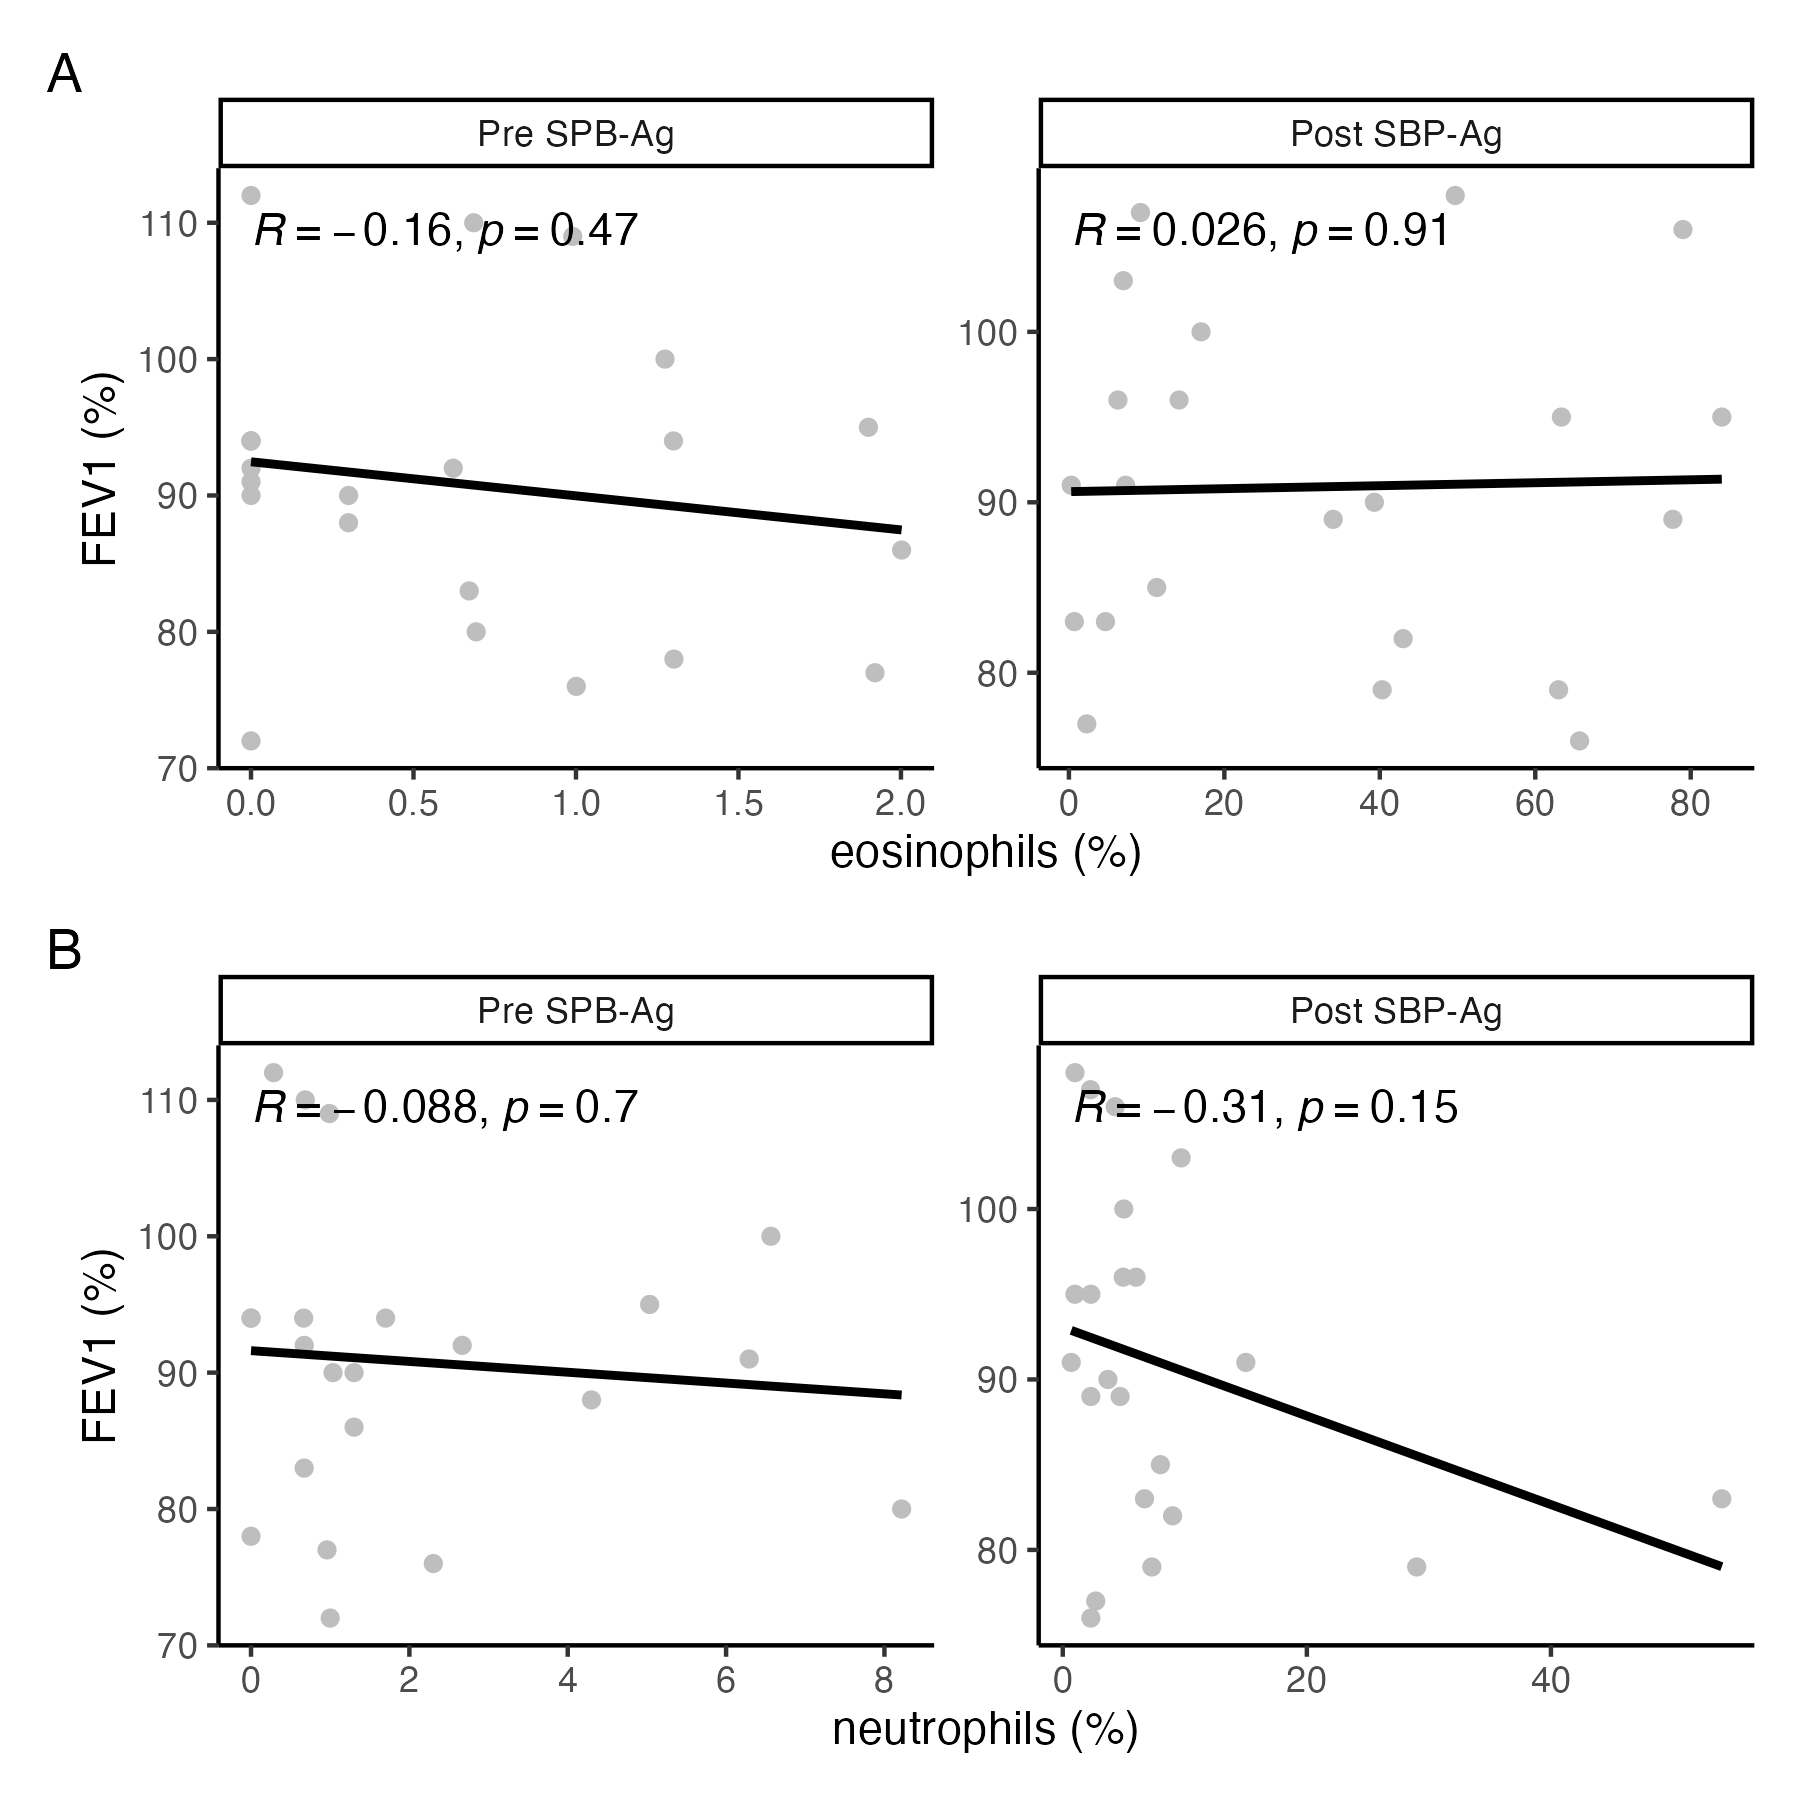 A
Pre SPB-Ag
Post SBP-Ag
R = −0.16, p = 0.47
R = 0.026, p = 0.91
FEV1 (%)
110
100
90
80
70
100
90
80
0.0 0.5 1.0 1.5 2.0
0 20 40 60 80
eosinophils (%)
B
Pre SPB-Ag
Post SBP-Ag
R = −0.088, p = 0.7
R = −0.31, p = 0.15
FEV1 (%)
110
100
90
80
70
100
90
80
0 2 4 6 8
0 20 40
neutrophils (%)